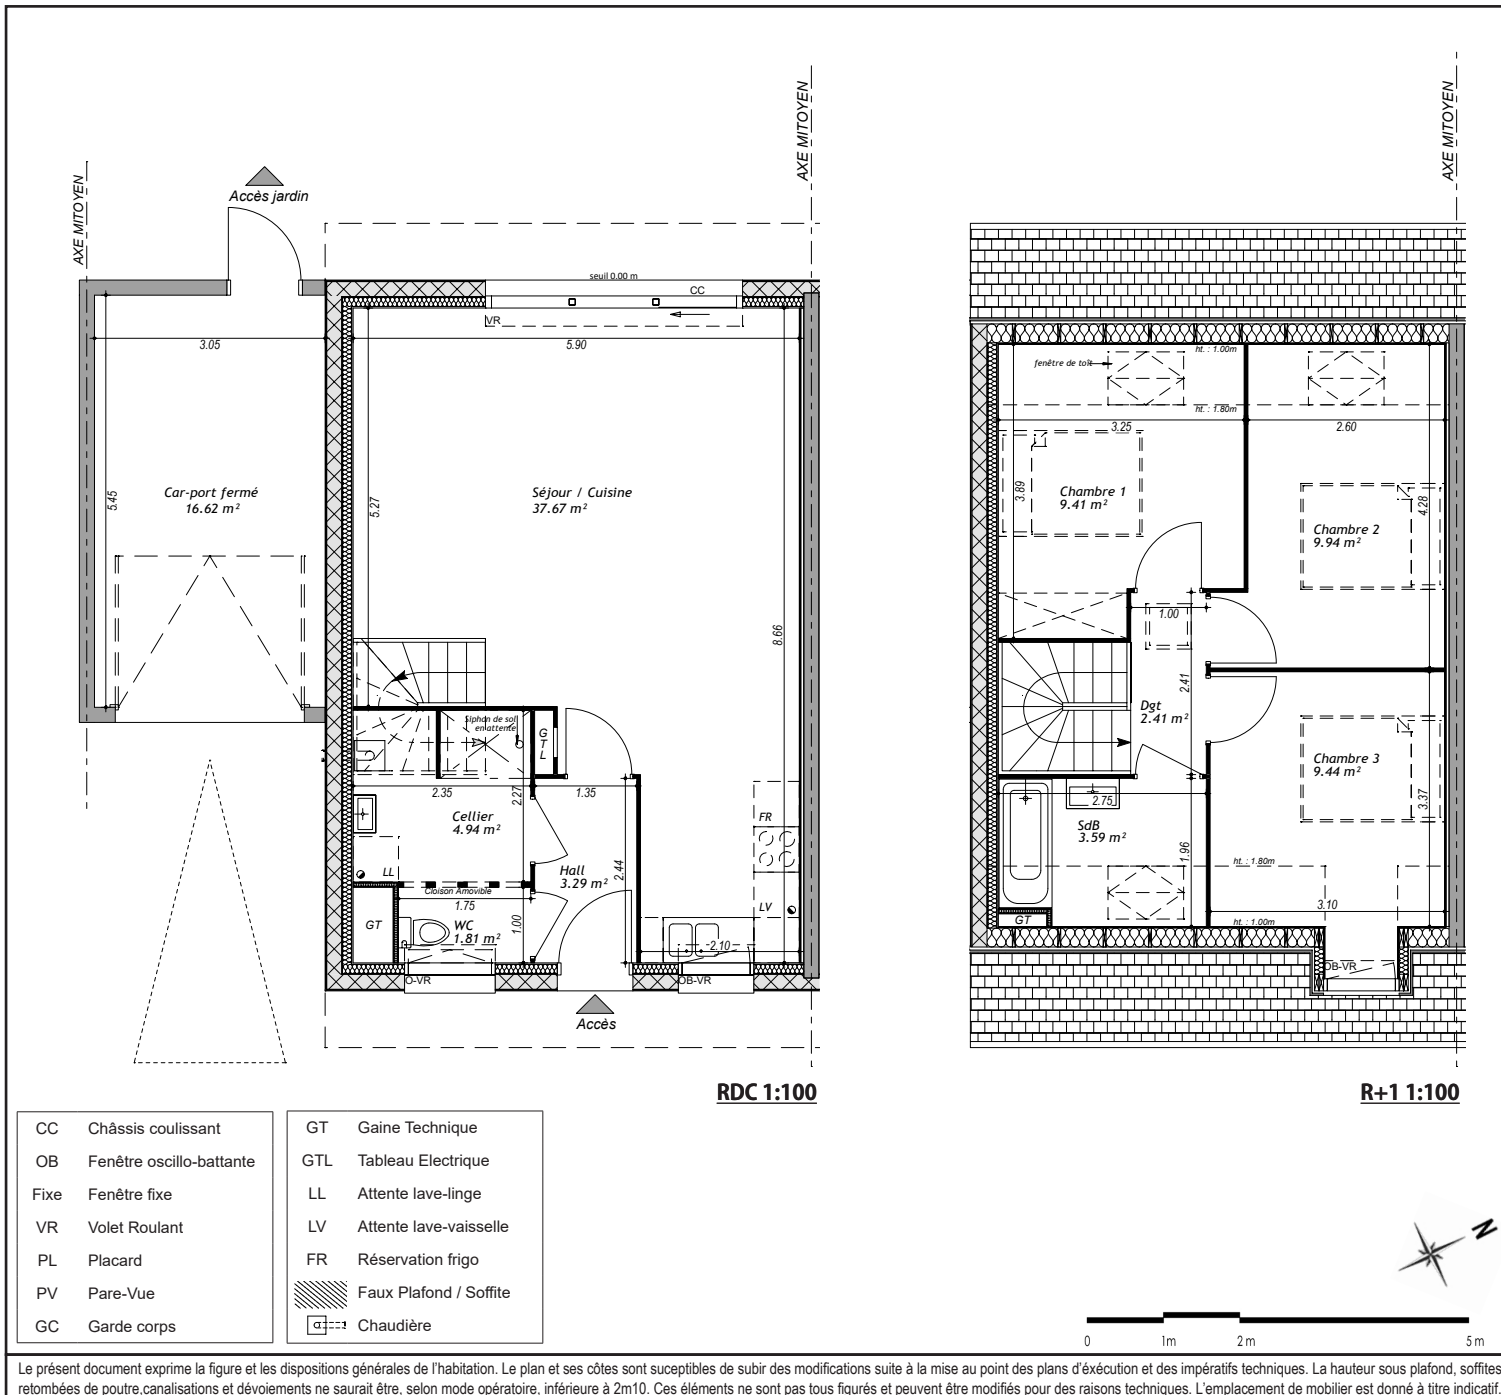 AXE MITOYEN
AXE MITOYEN
AXE MITOYEN
Accès jardin
seuil 0.00 m
CC
VR
3.05
5.90
5.45
Car-port fermé
16.62 m²
5.27
Séjour / Cuisine
37.67 m²
8.66
Siphon de sol
en attente
GTL
2.35
2.27
1.35
Cellier
4.94 m²
FR
LL
Hall
3.29 m²
2.44
Cloison Amovible
1.75
GT
WC
1.81 m²
1.00
LV
2.10
O-VR
OB-VR
Accès
RDC 1:100
ht. : 1.00m
fenêtre de toit
ht. : 1.80m
3.25
2.60
3.89
Chambre 1
9.41 m²
4.28
Chambre 2
9.94 m²
1.00
2.41
Dgt
2.41 m²
Chambre 3
9.44 m²
2.75
3.37
SdB
3.59 m²
1.96
ht. : 1.80m
3.10
GT
ht. : 1.00m
OB-VR
R+1 1:100
CC Châssis coulissant
OB Fenêtre oscillo-battante
Fixe Fenêtre fixe
VR Volet Roulant
PL Placard
PV Pare-Vue
GC Garde corps
GT Gaine Technique
GTL Tableau Electrique
LL Attente lave-linge
LV Attente lave-vaisselle
FR Réservation frigo
Faux Plafond / Soffite
Chaudière
N
0 1m 2 m 5 m
Le présent document exprime la figure et les dispositions générales de l'habitation. Le plan et ses côtes sont suceptibles de subir des modifications suite à la mise au point des plans d'éxécution et des impératifs techniques. La hauteur sous plafond, soffites
retombées de poutre,canalisations et dévoiements ne saurait être, selon mode opératoire, inférieure à 2m10. Ces éléments ne sont pas tous figurés et peuvent être modifiés pour des raisons techniques. L'emplacement de mobilier est donné à titre indicatif